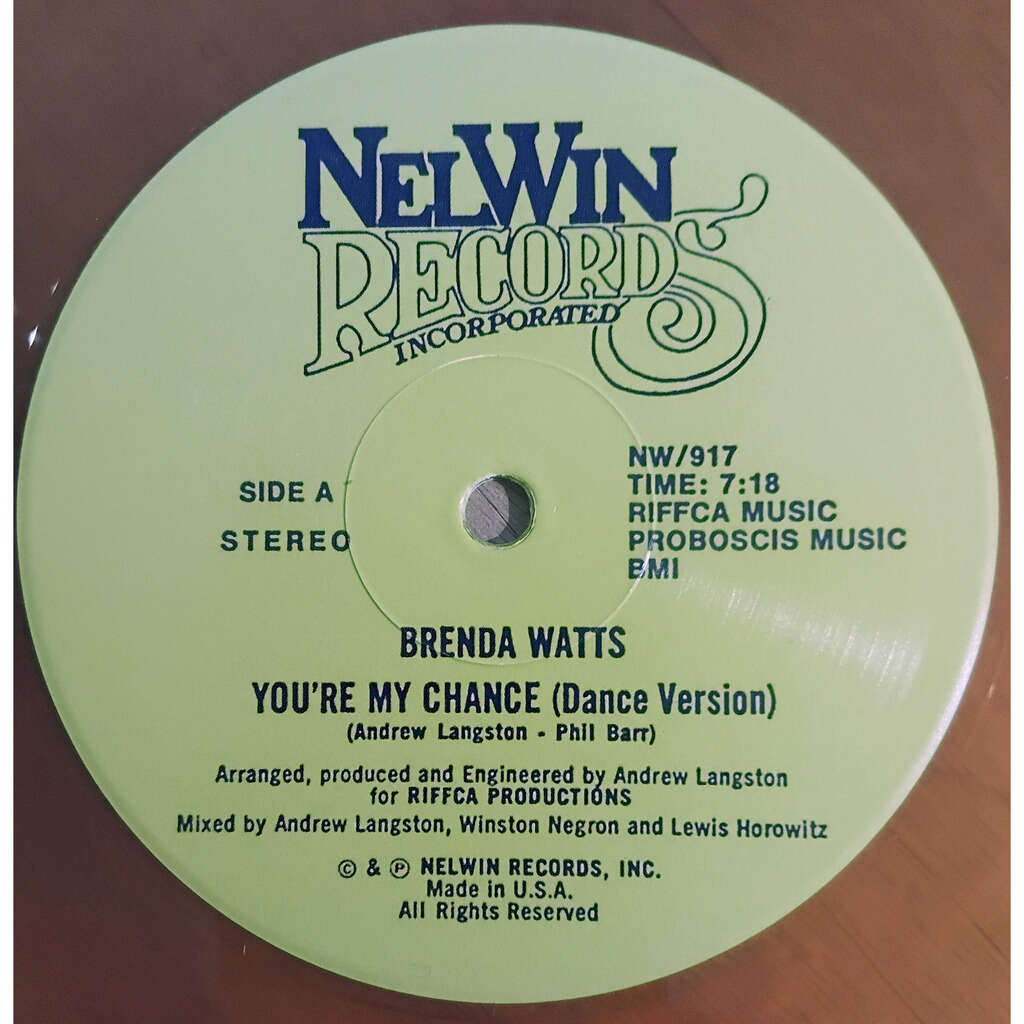 NELWIN
RECORDS
INCORPORATED
SIDE A
STEREO
NW/917
TIME: 7:18
RIFFCA MUSIC
PROBOSCIS MUSIC
BMI
BRENDA WATTS
YOU'RE MY CHANCE (Dance Version)
(Andrew Langston - Phil Barr)
Arranged, produced and Engineered by Andrew Langston
for RIFFCA PRODUCTIONS
Mixed by Andrew Langston, Winston Negron and Lewis Horowitz
© & ℗ NELWIN RECORDS, INC.
Made in U.S.A.
All Rights Reserved